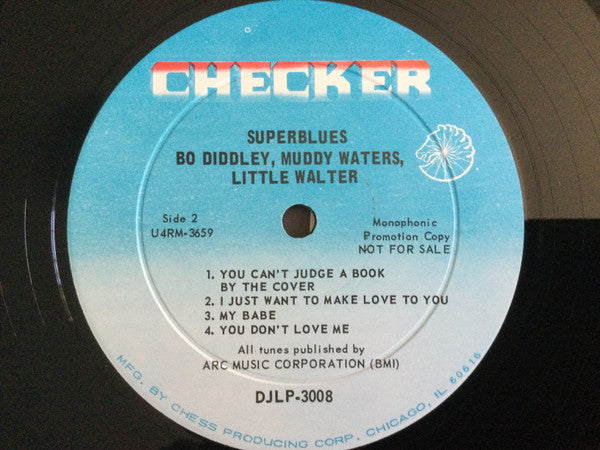 CHECKER
SUPERBLUES
BO DIDDLEY, MUDDY WATERS,
LITTLE WALTER
Side 2
U4RM-3659
Monophonic
Promotion Copy
NOT FOR SALE
1. YOU CAN'T JUDGE A BOOK
BY THE COVER
2. I JUST WANT TO MAKE LOVE TO YOU
3. MY BABE
4. YOU DON'T LOVE ME
All tunes published by
ARC MUSIC CORPORATION (BMI)
DJLP-3008
MFG. BY CHESS PRODUCING CORP. CHICAGO, IL 60616